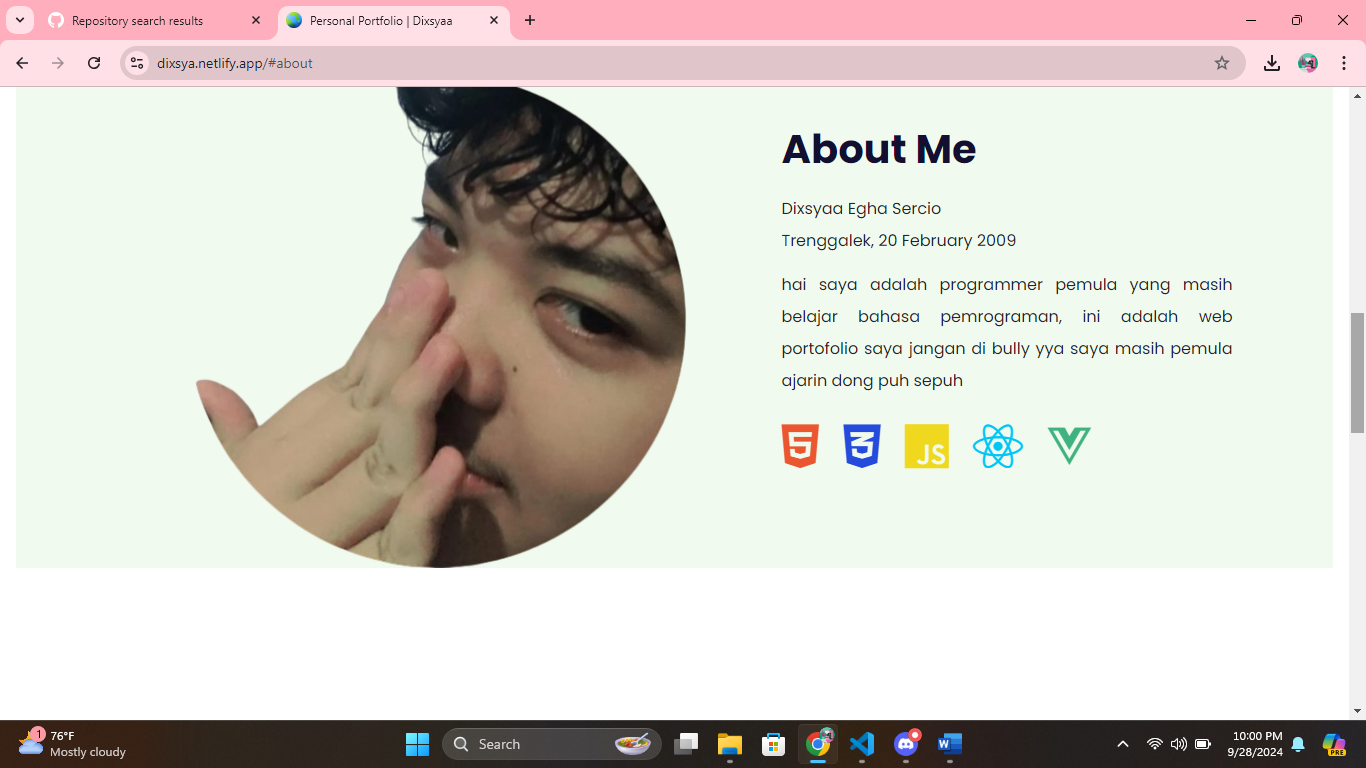 Repository search results
Personal Portfolio | Dixsyaa
dixsya.netlify.app/#about
About Me
Dixsyaa Egha Sercio
Trenggalek, 20 February 2009
hai saya adalah programmer pemula yang masih
belajar bahasa pemrograman, ini adalah web
portofolio saya jangan di bully yya saya masih pemula
ajarin dong puh sepuh
5 3 JS
1
76°F
Mostly cloudy
Search
W
PRE
10:00 PM
9/28/2024